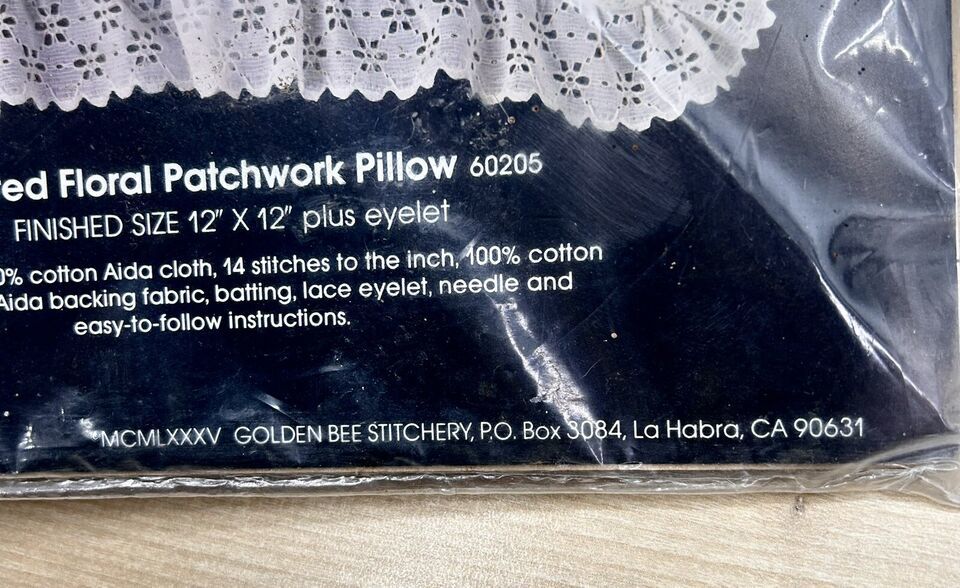 ed Floral Patchwork Pillow 60205
FINISHED SIZE 12" X 12" plus eyelet
0% cotton Aida cloth, 14 stitches to the inch, 100% cotton
Aida backing fabric, batting, lace eyelet, needle and
easy-to-follow instructions.
©MCMLXXXV GOLDEN BEE STITCHERY, P.O. Box 3084, La Habra, CA 90631